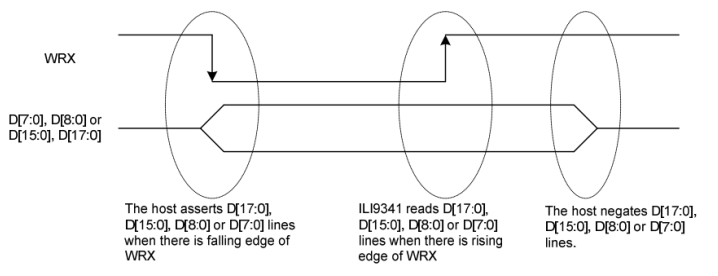 WRX
D[7:0], D[8:0] or
D[15:0], D[17:0]
The host asserts D[17:0],
D[15:0], D[8:0] or D[7:0] lines
when there is falling edge of
WRX
ILI9341 reads D[17:0],
D[15:0], D[8:0] or D[7:0]
lines when there is rising
edge of WRX
The host negates D[17:0],
D[15:0], D[8:0] or D[7:0]
lines.